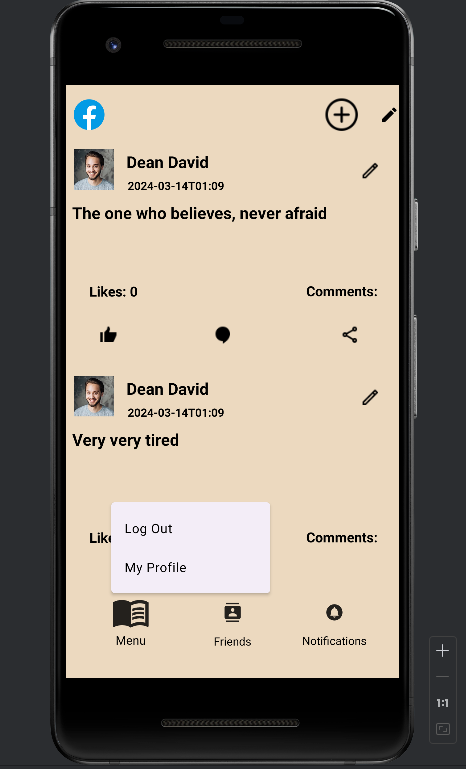 Dean David
2024-03-14T01:09
The one who believes, never afraid
Likes: 0 Comments:
Dean David
2024-03-14T01:09
Very very tired
Log Out
Comments:
My Profile
Menu Friends Notifications
1:1